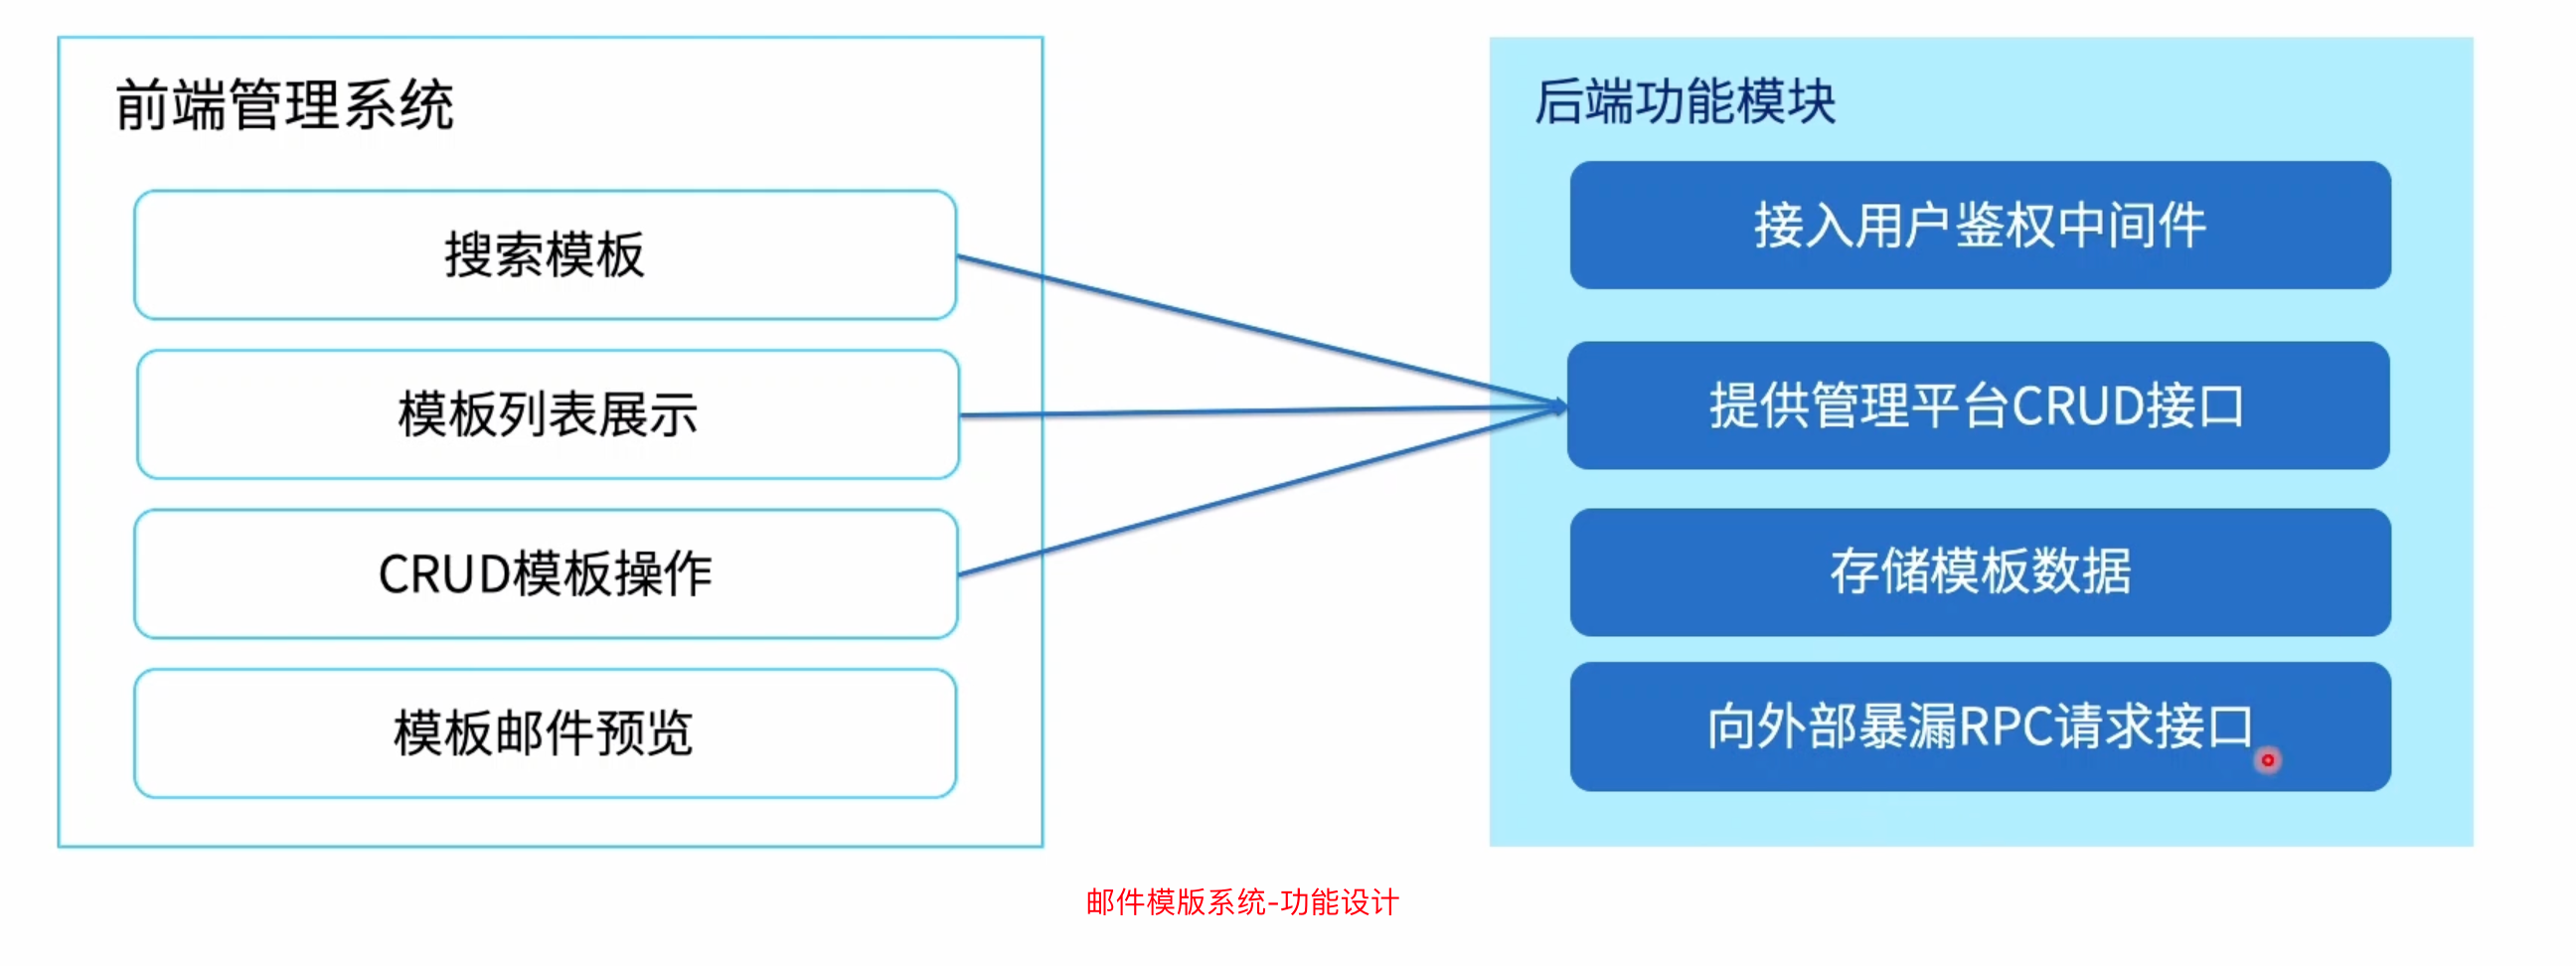 前端管理系统
搜索模板
模板列表展示
CRUD模板操作
模板邮件预览
后端功能模块
接入用户鉴权中间件
提供管理平台CRUD接口
存储模板数据
向外部暴漏RPC请求接口
邮件模版系统-功能设计